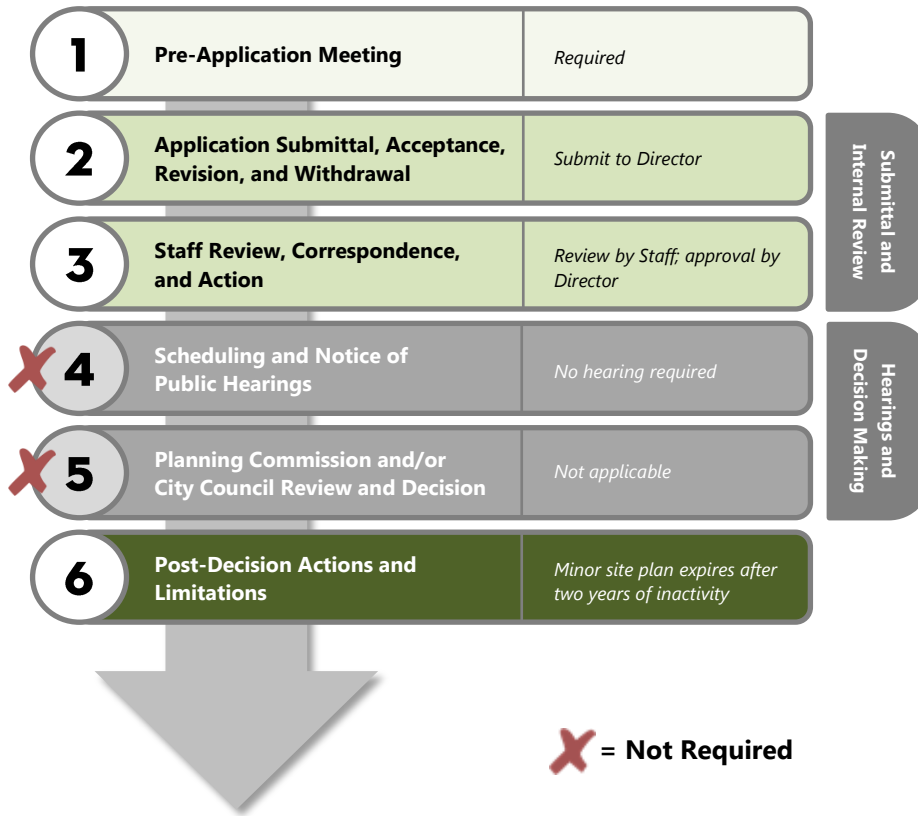 1
Pre-Application Meeting
Required
2
Application Submittal, Acceptance,
Revision, and Withdrawal
Submit to Director
3
Staff Review, Correspondence,
and Action
Review by Staff; approval by
Director
Submittal and
Internal Review
4
Scheduling and Notice of
Public Hearings
No hearing required
5
Planning Commission and/or
City Council Review and Decision
Not applicable
Hearings and
Decision Making
6
Post-Decision Actions and
Limitations
Minor site plan expires after
two years of inactivity
= Not Required